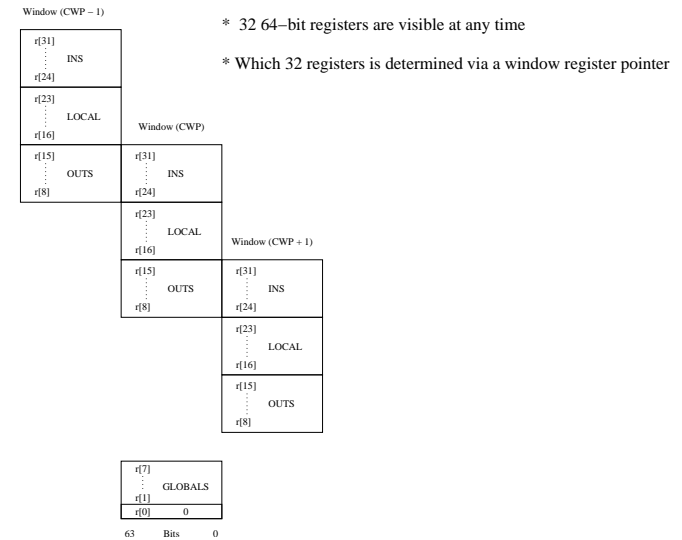 Window (CWP − 1)
* 32 64−bit registers are visible at any time
* Which 32 registers is determined via a window register pointer
r[31]
INS
r[24]
r[23]
LOCAL
r[16]
r[15]
OUTS
r[8]
Window (CWP)
r[31]
INS
r[24]
r[23]
LOCAL
r[16]
r[15]
OUTS
r[8]
Window (CWP + 1)
r[31]
INS
r[24]
r[23]
LOCAL
r[16]
r[15]
OUTS
r[8]
r[7]
GLOBALS
r[1]
r[0] 0
63 Bits 0